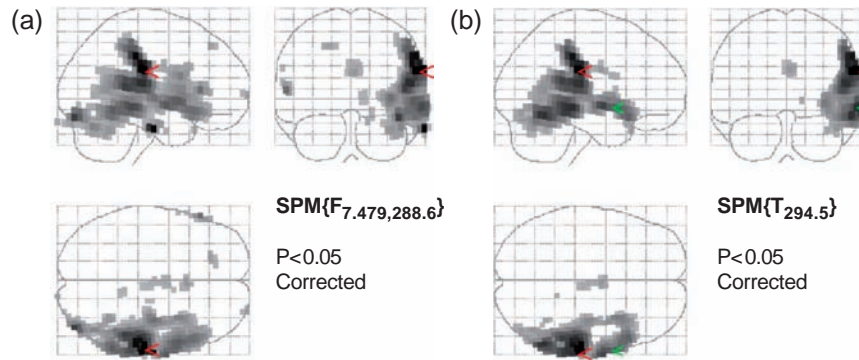 (a)
SPM{F7.479,288.6}
P<0.05
Corrected
(b)
SPM{T294.5}
P<0.05
Corrected